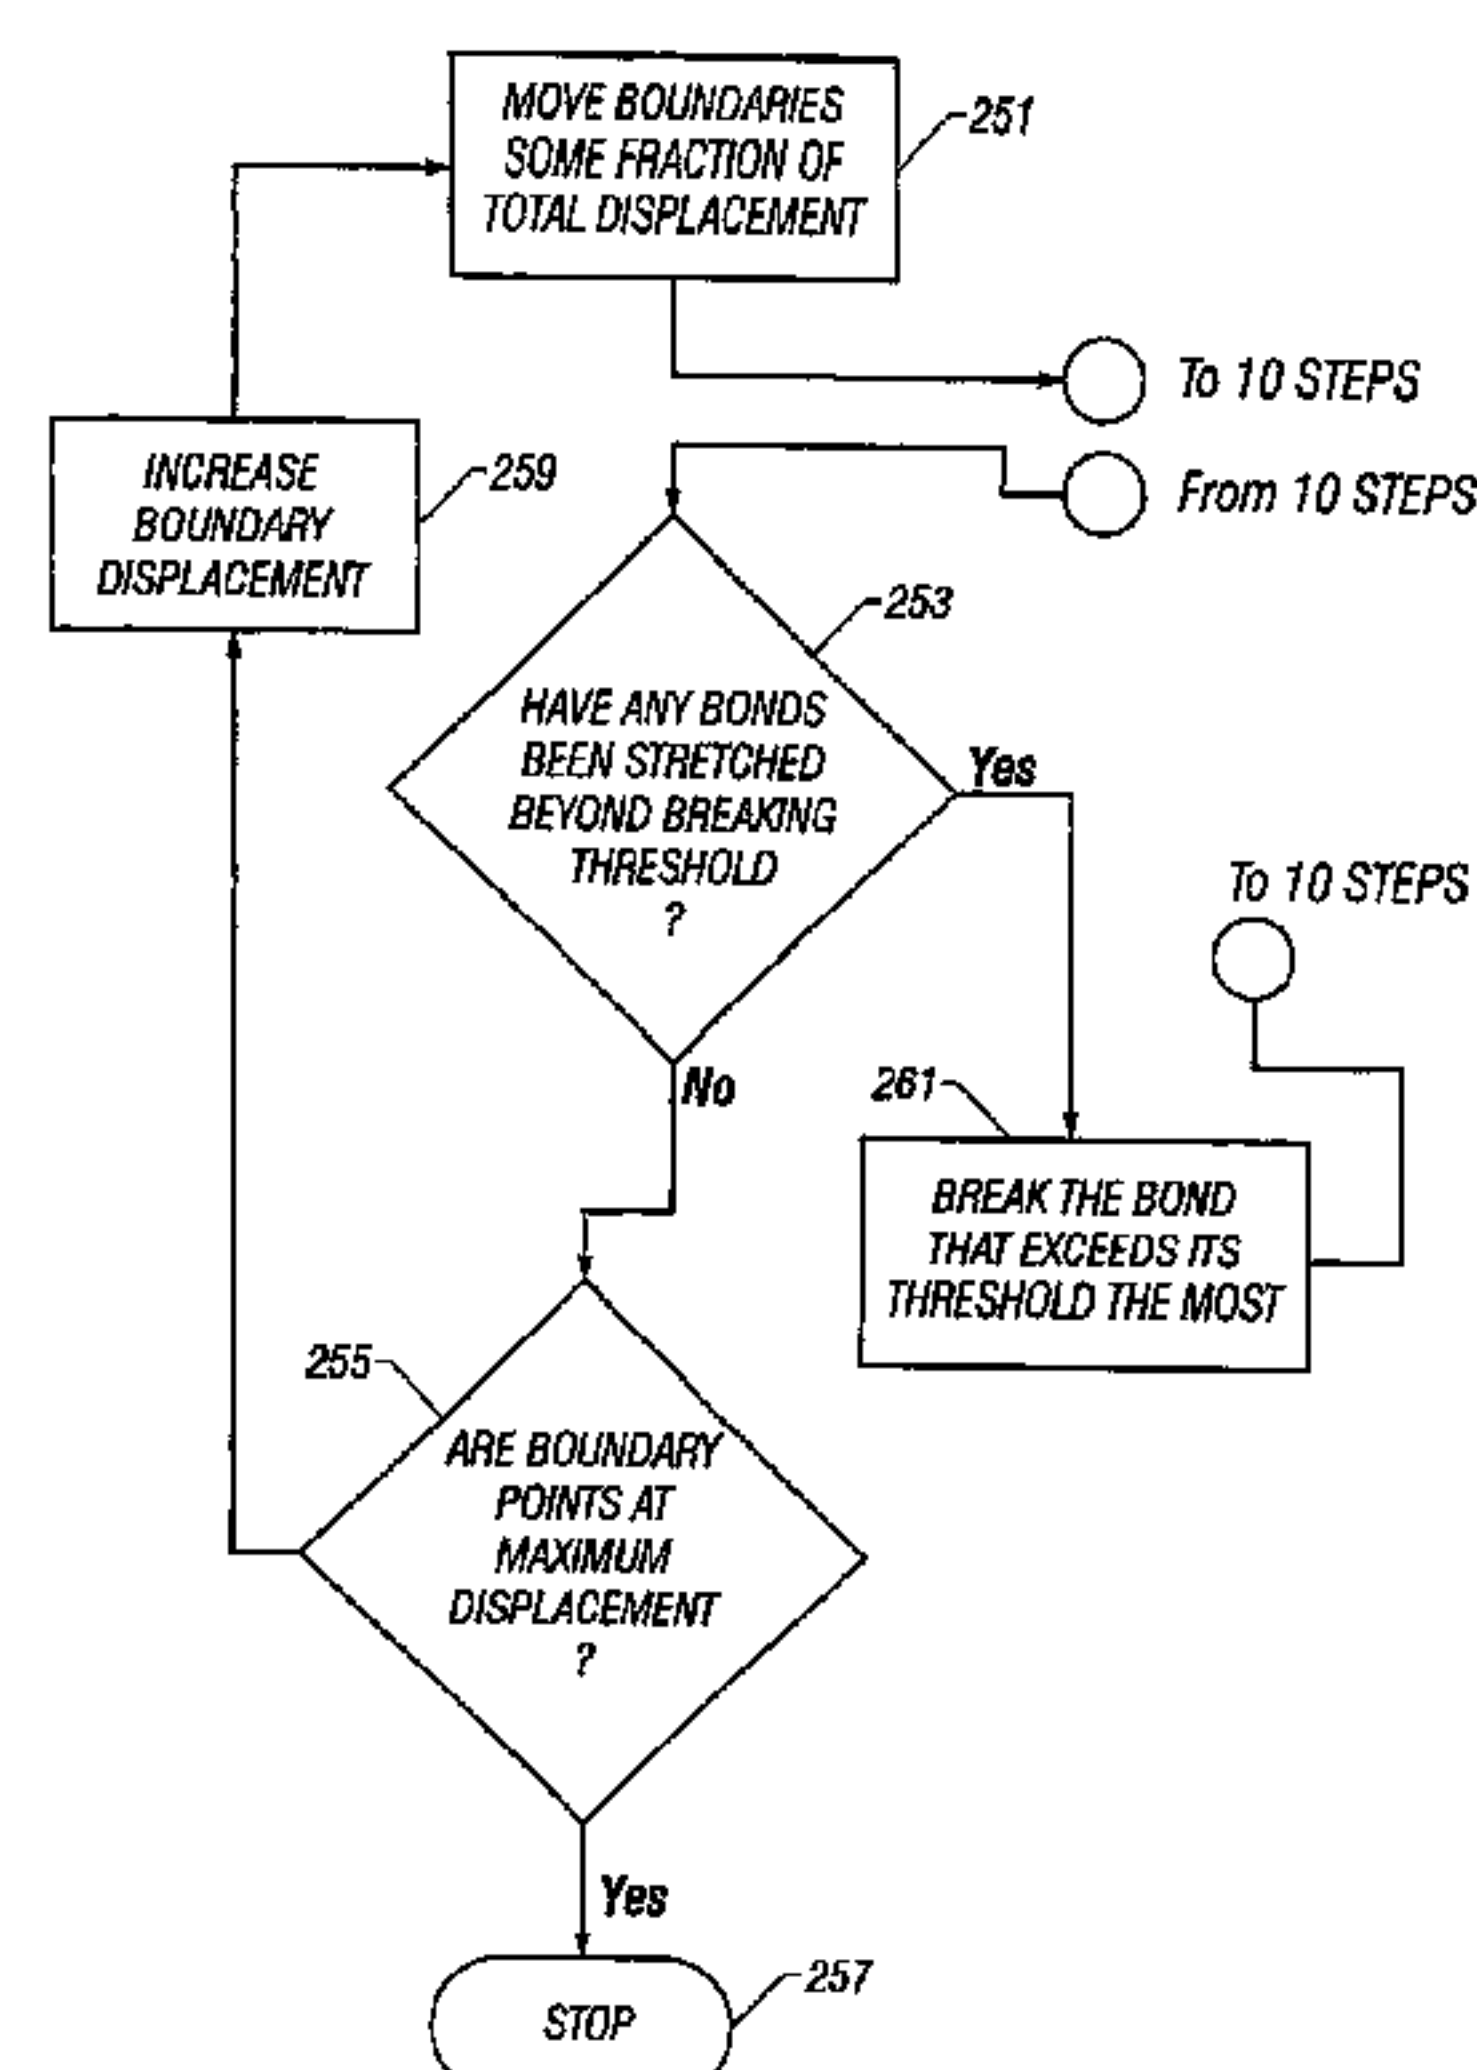 MOVE BOUNDARIES
SOME FRACTION OF
TOTAL DISPLACEMENT
251
To 10 STEPS
From 10 STEPS
INCREASE
BOUNDARY
DISPLACEMENT
259
253
HAVE ANY BONDS
BEEN STRETCHED
BEYOND BREAKING
THRESHOLD
?
Yes
No
To 10 STEPS
261
BREAK THE BOND
THAT EXCEEDS ITS
THRESHOLD THE MOST
255
ARE BOUNDARY
POINTS AT
MAXIMUM
DISPLACEMENT
?
Yes
257
STOP